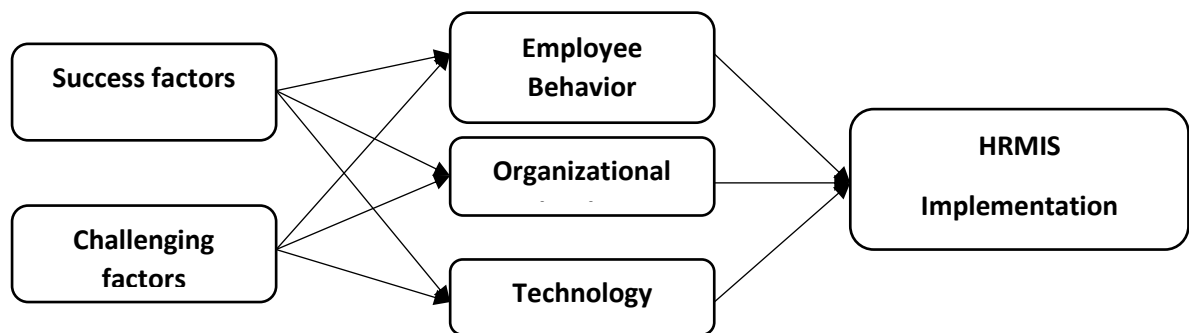 Success factors
Challenging
factors
Employee
Behavior
Organizational
Technology
HRMIS
Implementation